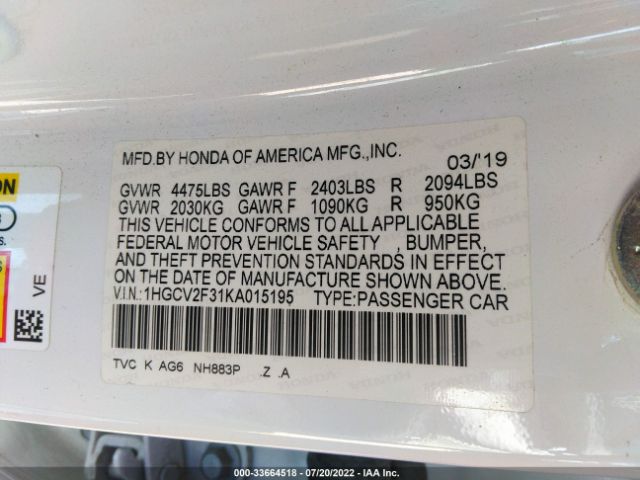 MFD.BY HONDA OF AMERICA MFG.,INC. 03/'19
GVWR 4475LBS GAWR F 2403LBS R 2094LBS
GVWR 2030KG GAWR F 1090KG R 950KG
THIS VEHICLE CONFORMS TO ALL APPLICABLE
FEDERAL MOTOR VEHICLE SAFETY , BUMPER,
AND THEFT PREVENTION STANDARDS IN EFFECT
ON THE DATE OF MANUFACTURE SHOWN ABOVE.
V.I.N.:1HGCV2F31KA015195 TYPE:PASSENGER CAR
TVC K AG6 NH883P .Z .A
VE
000-33664518 / 07/20/2022 - IAA Inc.